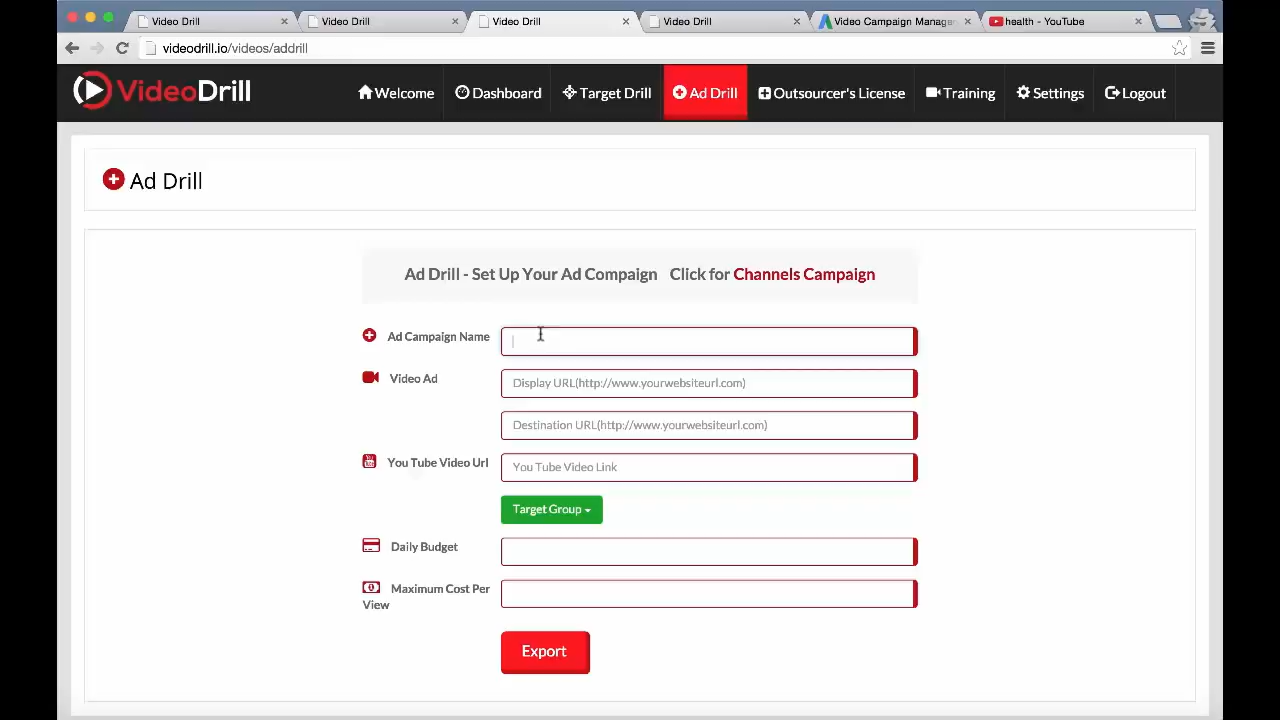 Video Drill
Video Drill
Video Drill
Video Drill
Video Campaign Manage
health - YouTube
videodrill.io/videos/addrill
VideoDrill
Welcome
Dashboard
Target Drill
Ad Drill
Outsourcer's License
Training
Settings
Logout
Ad Drill
Ad Drill - Set Up Your Ad Compaign Click for Channels Campaign
Ad Campaign Name
Video Ad
Display URL(http://www.yourwebsiteurl.com)
Destination URL(http://www.yourwebsiteurl.com)
You Tube Video Url
You Tube Video Link
Target Group
Daily Budget
Maximum Cost Per
View
Export